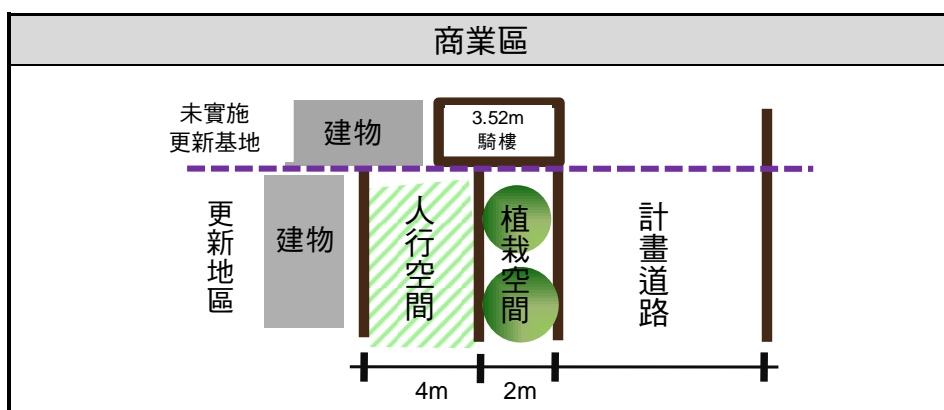 商業區
未實施
更新基地
建物
3.52m
騎樓
更新地區
建物
人行空間
植栽空間
計畫道路
4m
2m